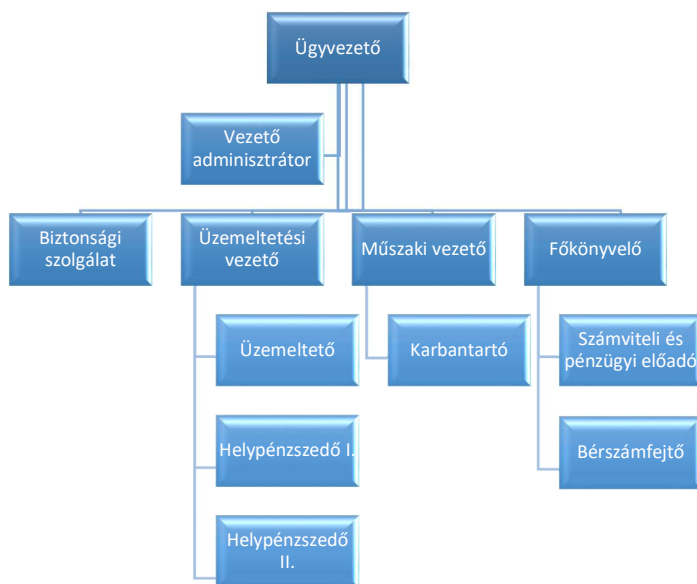 Ügyvezető
Vezető
adminisztrátor
Biztonsági
szolgálat
Üzemeltetési
vezető
Műszaki vezető
Főkönyvelő
Üzemeltető
Karbantartó
Számviteli és
pénzügyi előadó
Helypénzszedő I.
Bérszámfejtő
Helypénzszedő
II.